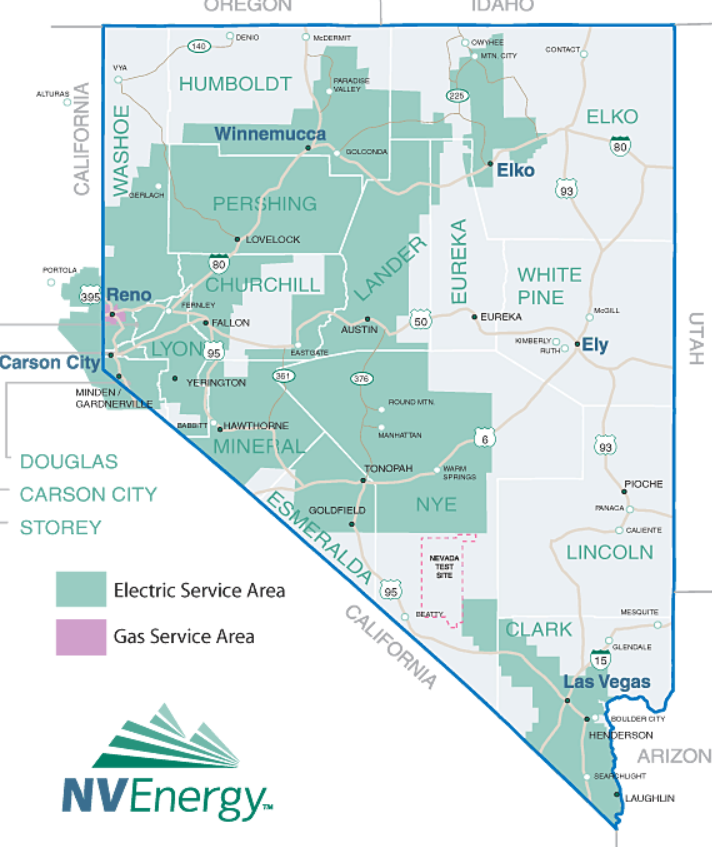 OREGON
IDAHO
140
DENIO
McDERMIT
OWYHEE
MTN. CITY
CONTACT
VYA
ALTURAS
HUMBOLDT
PARADISE
VALLEY
225
ELKO
CALIFORNIA
WASHOE
Winnemucca
GOLCONDA
80
Elko
93
GERLACH
PERSHING
LOVELOCK
LANDER
EUREKA
PORTOLA
80
395
Reno
CHURCHILL
WHITE
PINE
FERNLEY
FALLON
AUSTIN
50
EUREKA
McGILL
KIMBERLY
RUTH
Ely
UTAH
LYON
95
EASTGATE
Carson City
361
376
YERINGTON
MINDEN /
GARDNERVILLE
ROUND MTN.
BABBITT
HAWTHORNE
MANHATTAN
6
93
MINERAL
DOUGLAS
TONOPAH
WARM
SPRINGS
PIOCHE
CARSON CITY
GOLDFIELD
NYE
PANACA
STOREY
ESMERALDA
CALIENTE
NEVADA
TEST
SITE
LINCOLN
Electric Service Area
95
BEATTY
MESQUITE
CALIFORNIA
CLARK
GLENDALE
Gas Service Area
15
Las Vegas
BOULDER CITY
HENDERSON
ARIZON
SEARCHLIGHT
LAUGHLIN
NVEnergy™